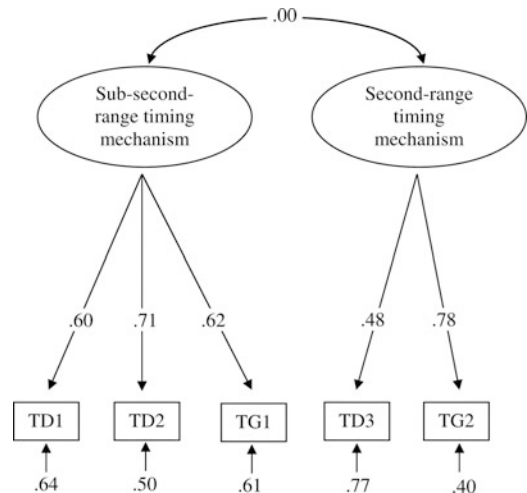 .00
Sub-second-
range timing
mechanism
Second-range
timing
mechanism
.60 .71 .62 .48 .78
TD1 TD2 TG1 TD3 TG2
.64 .50 .61 .77 .40